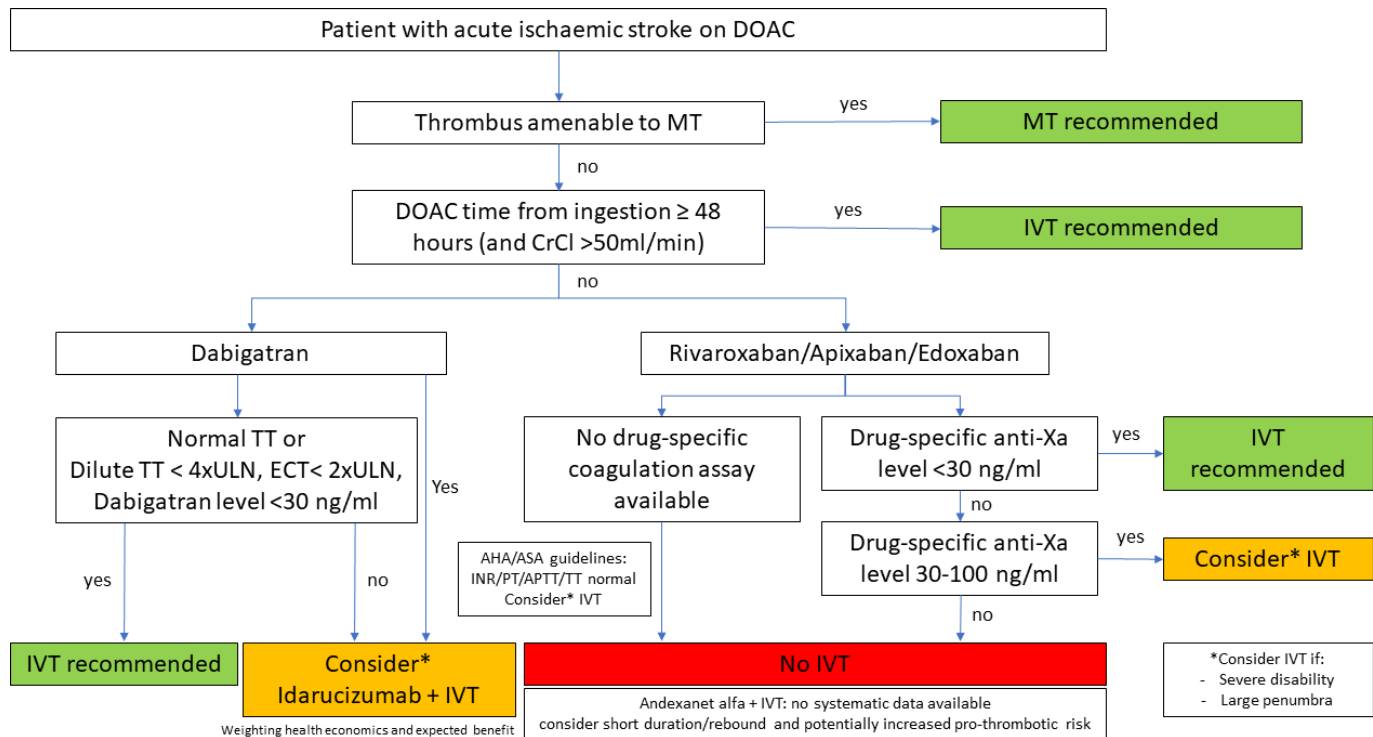 Patient with acute ischaemic stroke on DOAC
Thrombus amenable to MT
yes
MT recommended
no
DOAC time from ingestion ≥ 48
hours (and CrCl >50ml/min)
yes
IVT recommended
no
Dabigatran
Rivaroxaban/Apixaban/Edoxaban
Normal TT or
Dilute TT < 4xULN, ECT< 2xULN,
Dabigatran level <30 ng/ml
Yes
No drug-specific
coagulation assay
available
Drug-specific anti-Xa
level <30 ng/ml
yes
IVT
recommended
no
AHA/ASA guidelines:
INR/PT/APTT/TT normal
Consider* IVT
Drug-specific anti-Xa
level 30-100 ng/ml
yes
Consider* IVT
yes
no
no
IVT recommended
Consider*
Idarucizumab + IVT
Weighting health economics and expected benefit
No IVT
Andexanet alfa + IVT: no systematic data available
consider short duration/rebound and potentially increased pro-thrombotic risk
*Consider IVT if:
- Severe disability
- Large penumbra